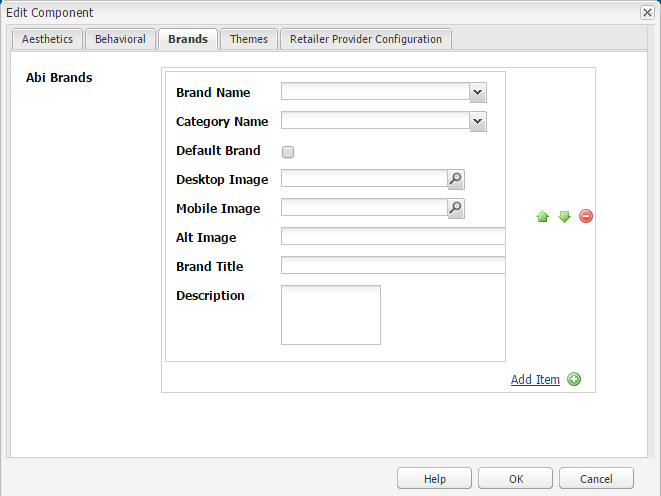 Edit Component
Aesthetics Behavioral Brands Themes Retailer Provider Configuration
Abi Brands
Brand Name
Category Name
Default Brand
Desktop Image
Mobile Image
Alt Image
Brand Title
Description
Add Item
Help OK Cancel